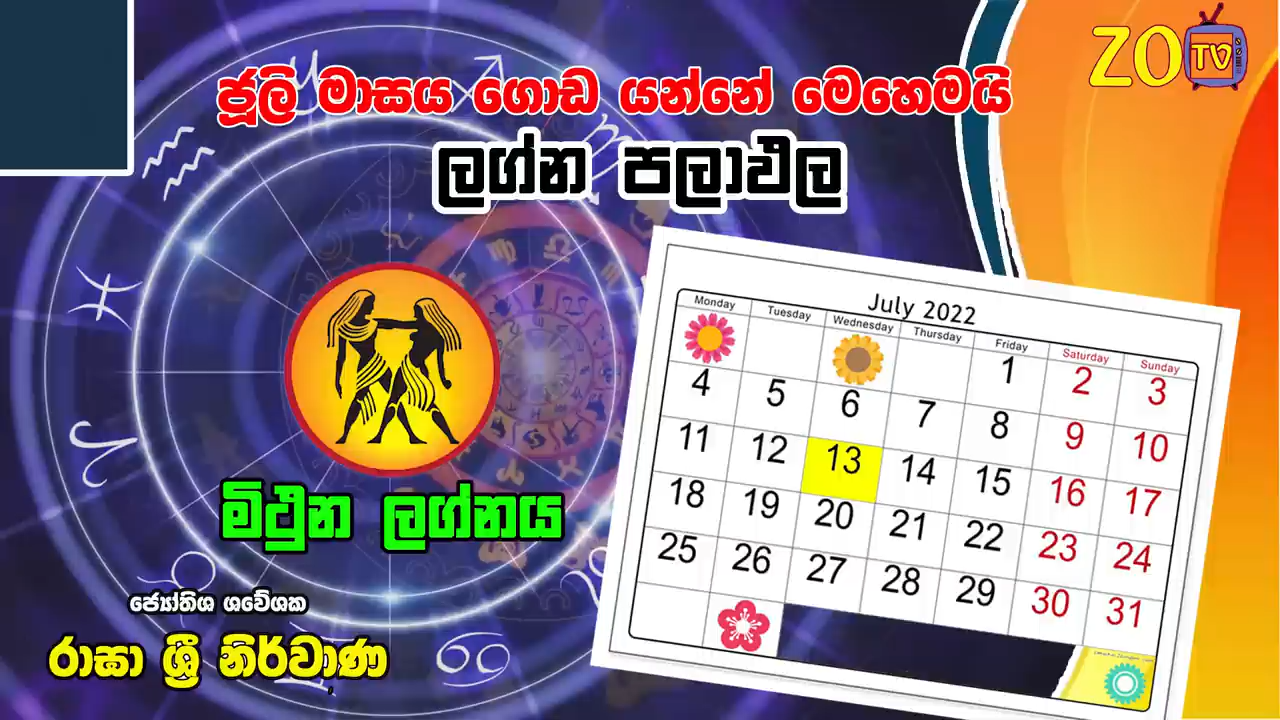 ZO TV
ජූලි මාසය ගොඩ යන්නේ මෙහෙමයි
ලග්න පලාඵල
July 2022
Monday Tuesday Wednesday Thursday Friday Saturday Sunday
1 2 3
4 5 6 7 8 9 10
11 12 13 14 15 16 17
18 19 20 21 22 23 24
25 26 27 28 29 30 31
මිථුන ලග්නය
ජ්‍යෝතිශ ශවේශක
රාසා ශ්‍රී නිර්වාණ